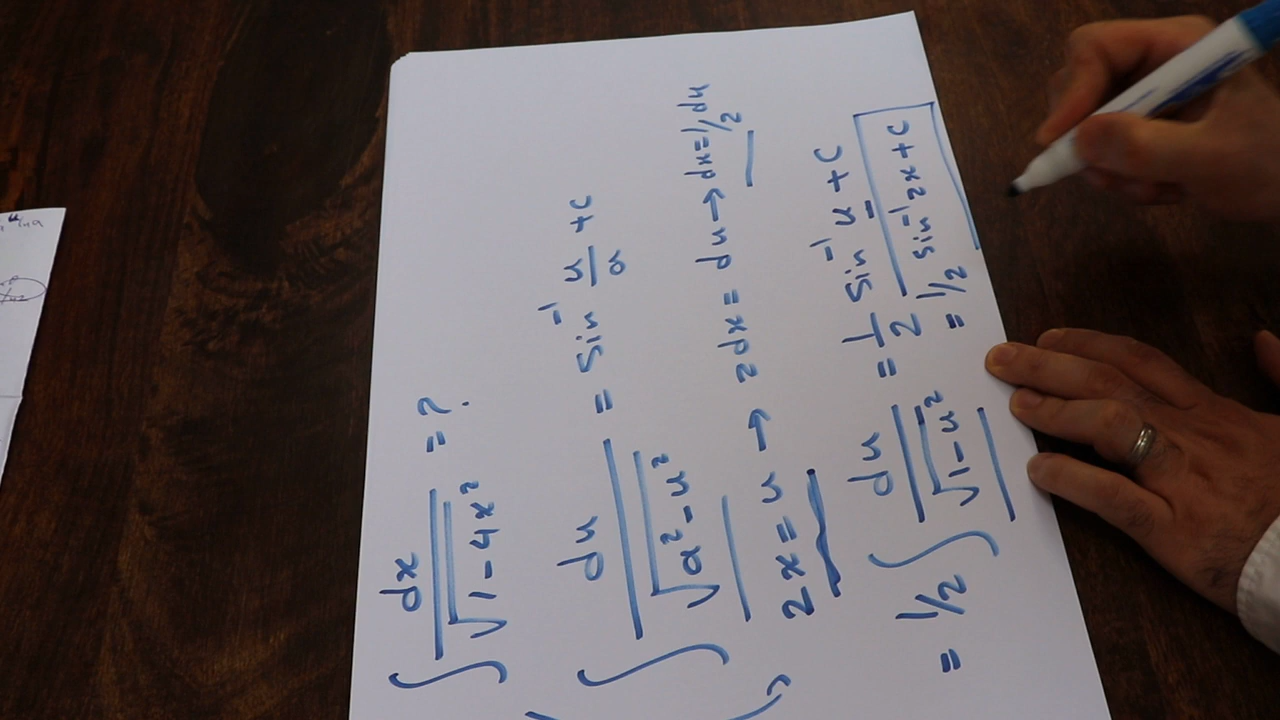 ∫ dx/√(1-4x²) = ?
∫ du/√(a²-u²) = sin⁻¹ u/a + c
2x = u → 2dx = du → dx = 1/2 du
= 1/2 ∫ du/√(1-u²) = 1/2 sin⁻¹ u + c
= 1/2 sin⁻¹ 2x + c